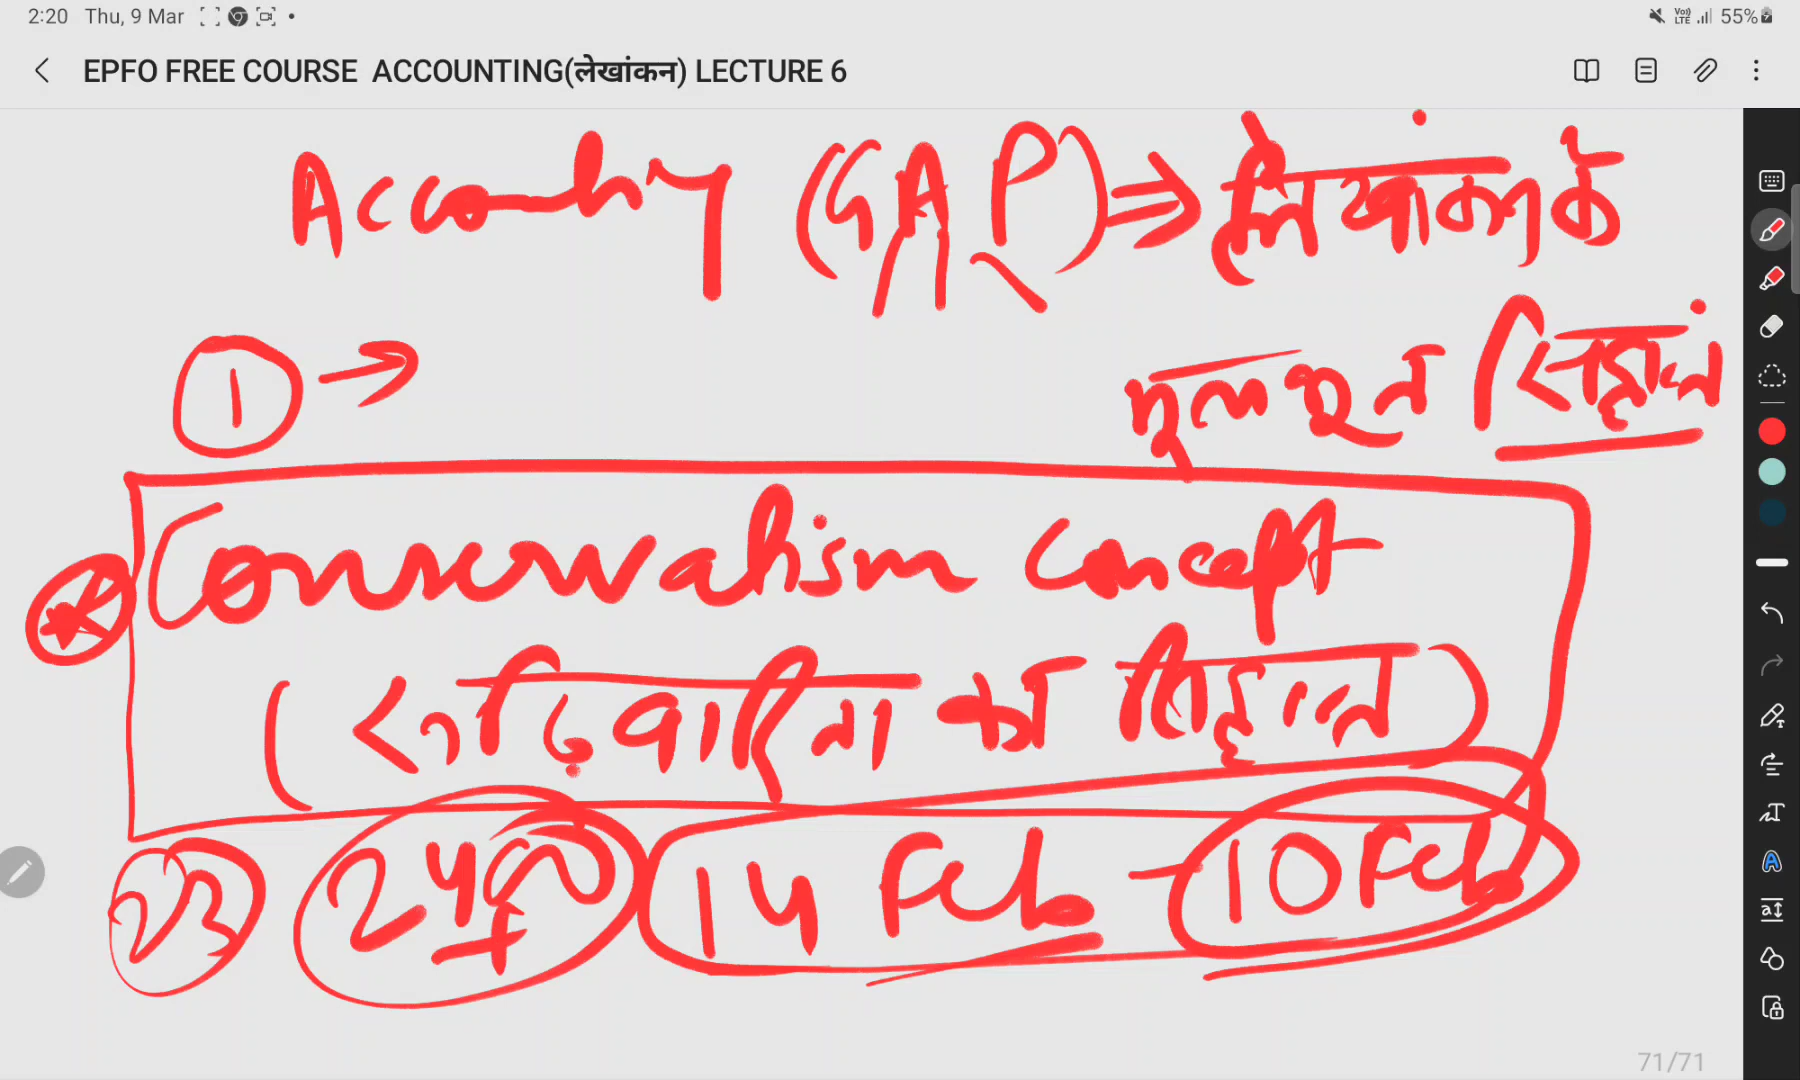 2:20 Thu, 9 Mar 55%
EPFO FREE COURSE ACCOUNTING(लेखांकन) LECTURE 6
Accounting (GAAP) ⇒ लेखांकन के
1 → मूलभूत सिद्धांत
Conservatism Concept
(रूढ़िवादिता का सिद्धान्त)
23 24 14 Feb - 10 Feb
71/71